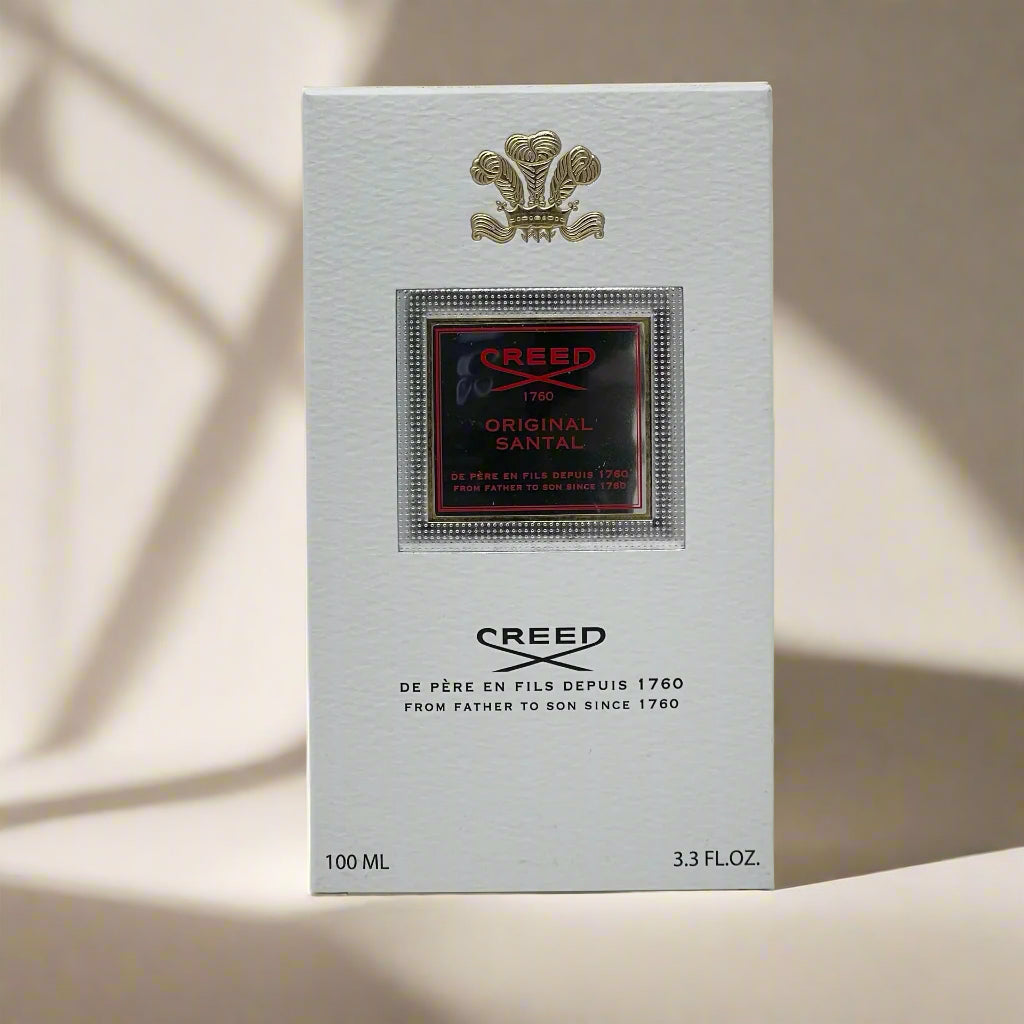 CREED
1760
ORIGINAL
SANTAL
DE PÈRE EN FILS DEPUIS 1760
FROM FATHER TO SON SINCE 1760
CREED
DE PÈRE EN FILS DEPUIS 1760
FROM FATHER TO SON SINCE 1760
100 ML
3.3 FL.OZ.